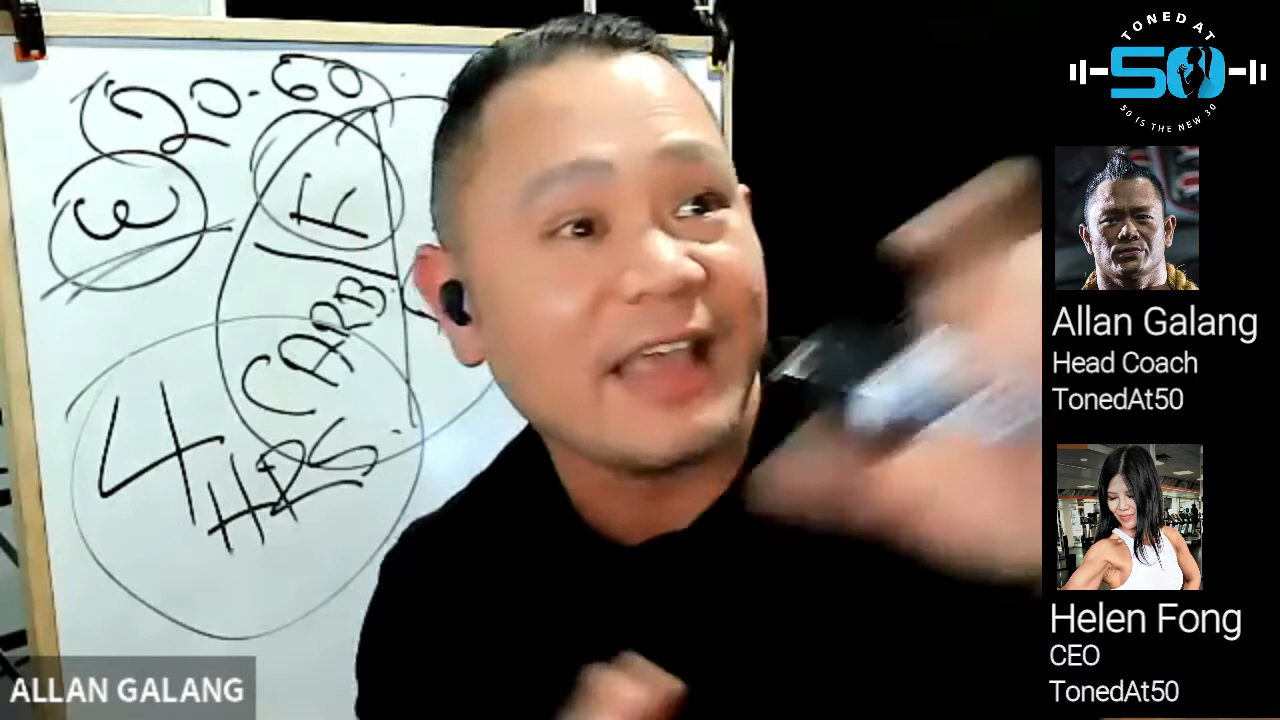 20-60
CARB/F
4
HRS.
ALLAN GALANG
TONED AT
50
50 IS THE NEW 30
Allan Galang
Head Coach
TonedAt50
Helen Fong
CEO
TonedAt50